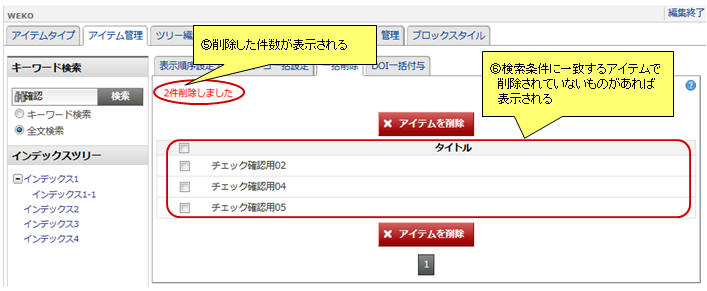 WEKO
編集終了
アイテムタイプ
アイテム管理
ツリー編
管理
ブロックスタイル
⑤削除した件数が表示される
⑥検索条件に一致するアイテムで
削除されていないものがあれば
表示される
キーワード検索
確認
検索
キーワード検索
全文検索
インデックスツリー
インデックス1
インデックス1-1
インデックス2
インデックス3
インデックス4
表示順序設定
一括設定
括削除
DOI一括付与
2件削除しました
アイテムを削除
タイトル
チェック確認用02
チェック確認用04
チェック確認用05
アイテムを削除
1